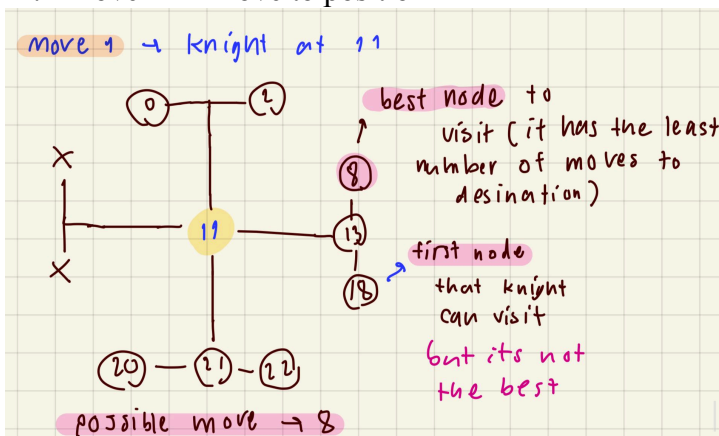 move 1 → knight at 11
0
2
best node to
visit (it has the least
number of moves to
desination)
8
X
11
13
first node
that knight
can visit
but its not
the best
X
18
20
21
22
possible move → 8